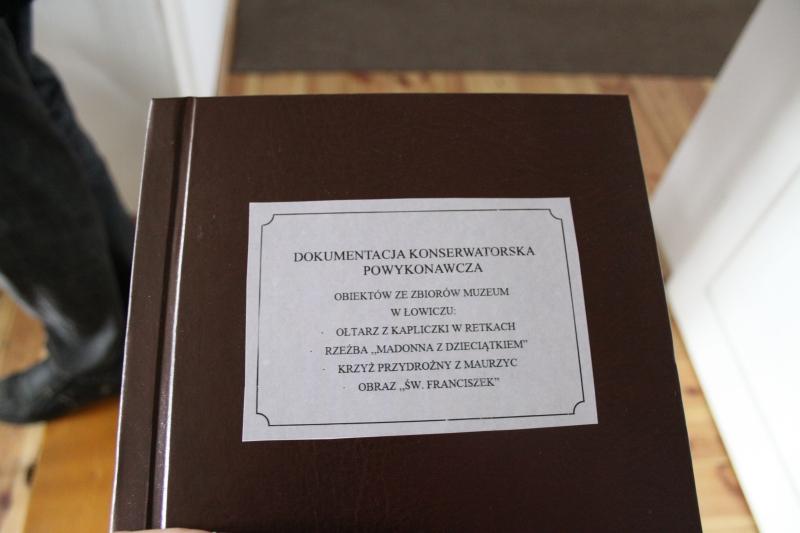 DOKUMENTACJA KONSERWATORSKA
POWYKONAWCZA
OBIEKTÓW ZE ZBIORÓW MUZEUM
W ŁOWICZU:
· OŁTARZ Z KAPLICZKI W RETKACH
· RZEŹBA „MADONNA Z DZIECIĄTKIEM”
· KRZYŻ PRZYDROŻNY Z MAURZYC
· OBRAZ „ŚW. FRANCISZEK”